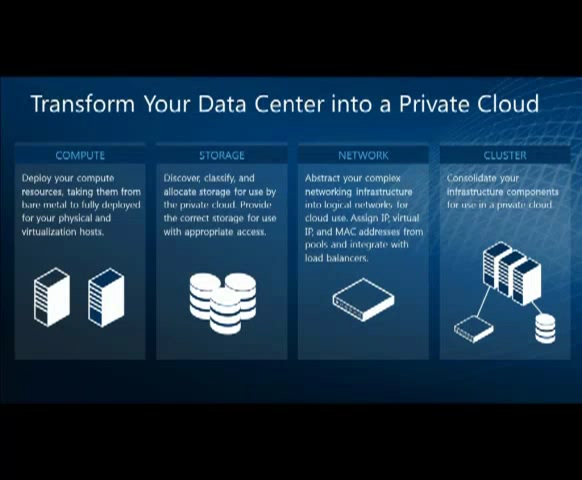 Transform Your Data Center into a Private Cloud
COMPUTE
Deploy your compute
resources, taking them from
bare metal to fully deployed
for your physical and
virtualization hosts.
STORAGE
Discover, classify, and
allocate storage for use by
the private cloud. Provide
the correct storage for use
with appropriate access.
NETWORK
Abstract your complex
networking infrastructure
into logical networks for
cloud use. Assign IP, virtual
IP, and MAC addresses from
pools and integrate with
load balancers.
CLUSTER
Consolidate your
infrastructure components
for use in a private cloud.